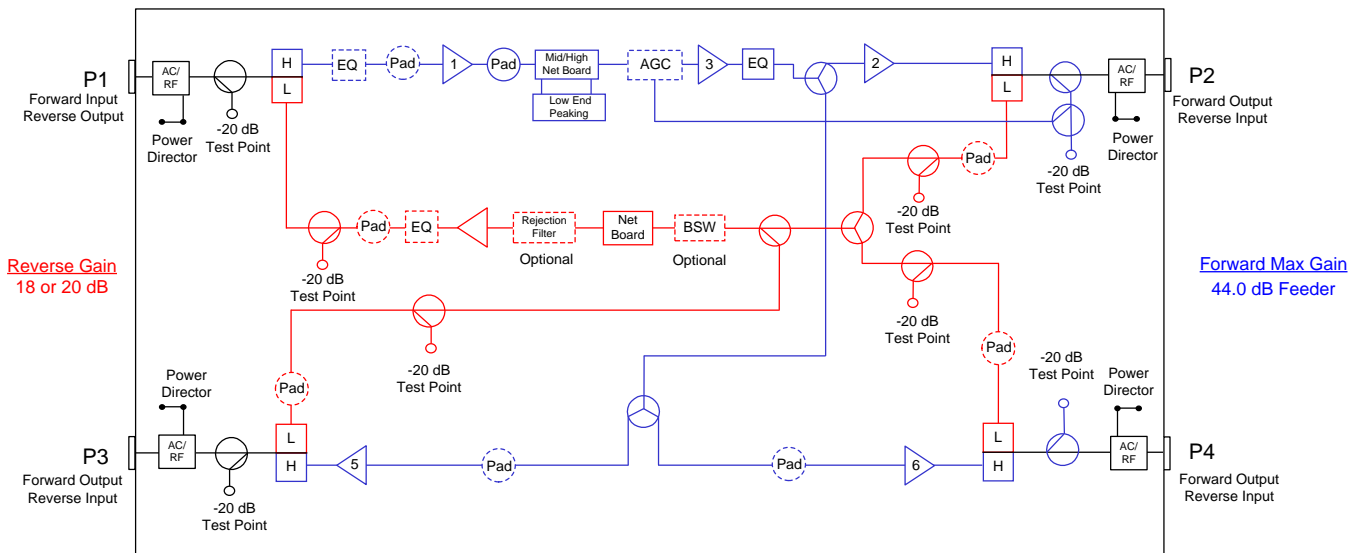 P1
Forward Input
Reverse Output
AC/
RF
Power
Director
-20 dB
Test Point
H
L
EQ
Pad
1
Pad
Mid/High
Net Board
Low End
Peaking
AGC
3
EQ
2
H
L
-20 dB
Test Point
AC/
RF
Power
Director
P2
Forward Output
Reverse Input
Pad
-20 dB
Test Point
-20 dB
Test Point
Pad
EQ
Rejection
Filter
Optional
Net
Board
BSW
Optional
-20 dB
Test Point
Reverse Gain
18 or 20 dB
Forward Max Gain
44.0 dB Feeder
-20 dB
Test Point
Pad
Pad
-20 dB
Test Point
Power
Director
Power
Director
P3
Forward Output
Reverse Input
AC/
RF
-20 dB
Test Point
L
H
5
Pad
Pad
6
L
H
AC/
RF
P4
Forward Output
Reverse Input